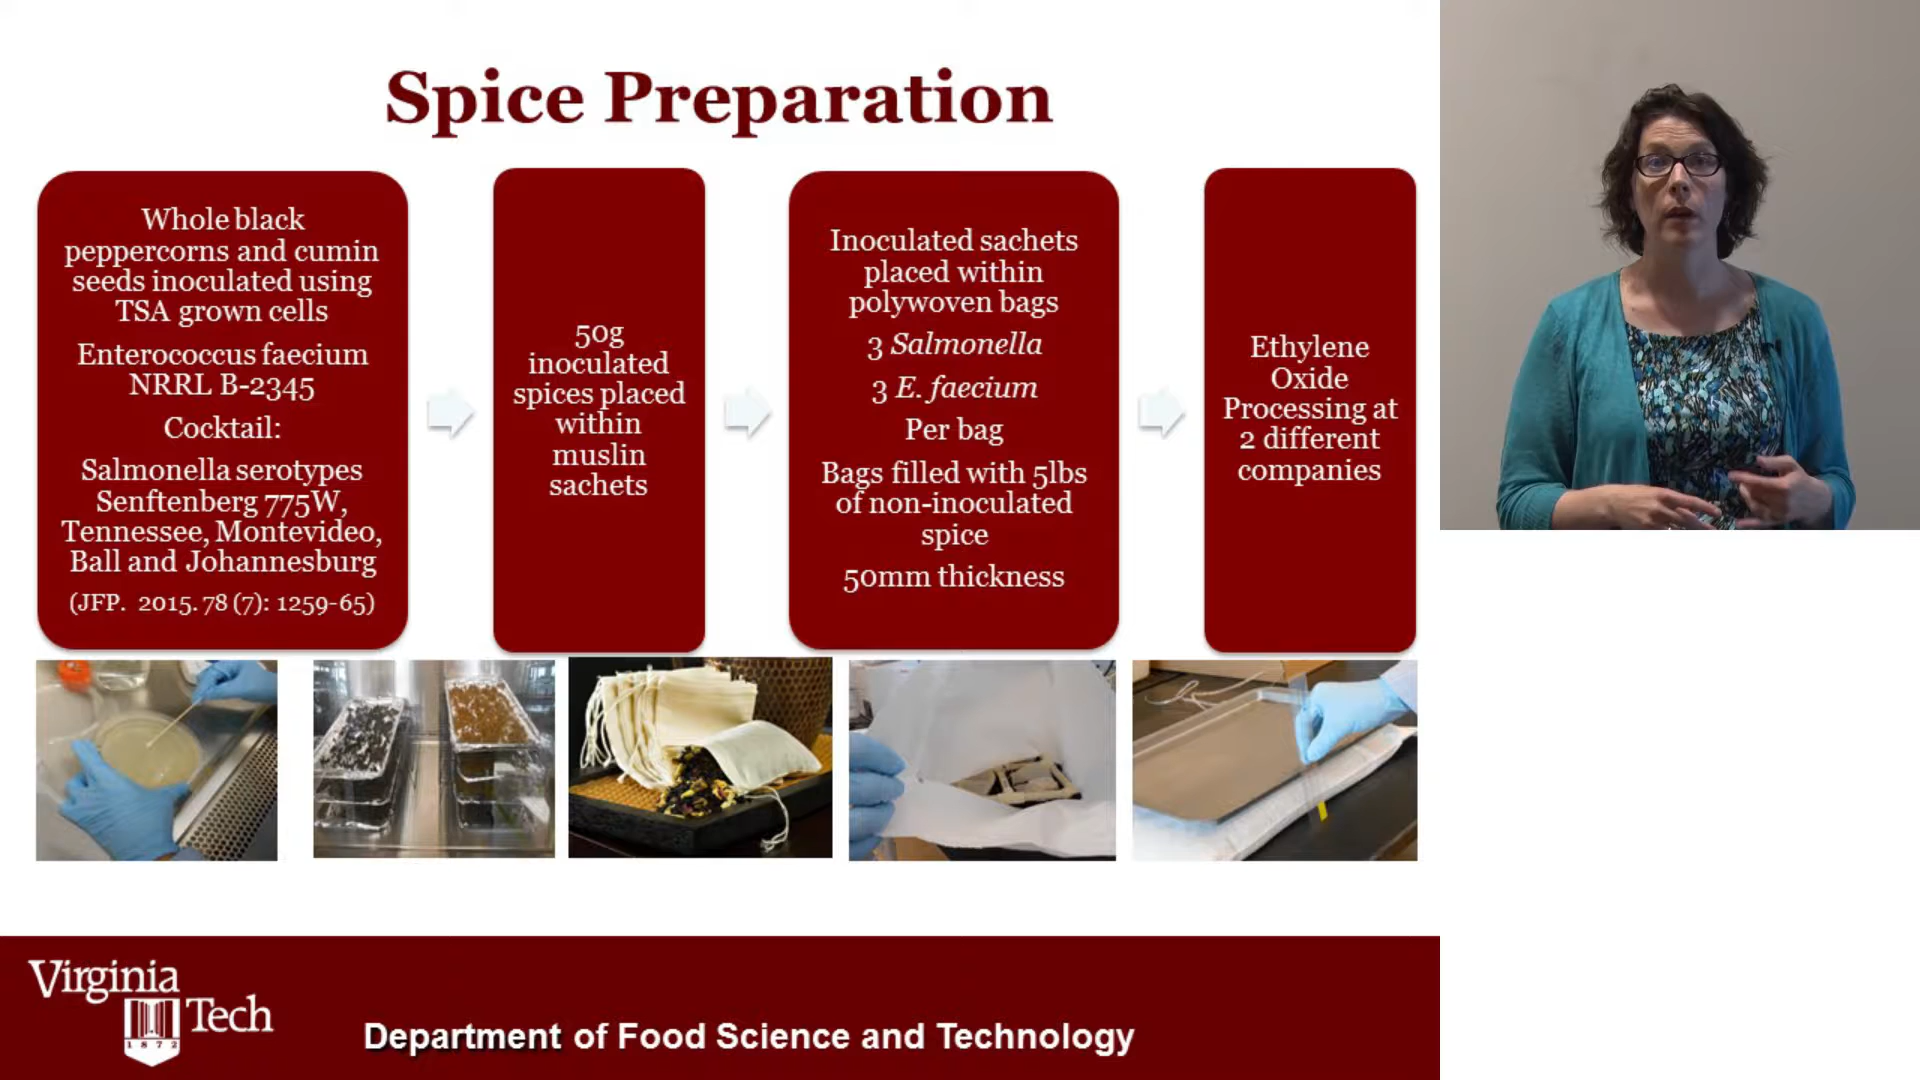 Spice Preparation
Whole black
peppercorns and cumin
seeds inoculated using
TSA grown cells
Enterococcus faecium
NRRL B-2345
Cocktail:
Salmonella serotypes
Senftenberg 775W,
Tennessee, Montevideo,
Ball and Johannesburg
(JFP. 2015. 78 (7): 1259-65)
50g
inoculated
spices placed
within
muslin
sachets
Inoculated sachets
placed within
polywoven bags
3 Salmonella
3 E. faecium
Per bag
Bags filled with 5lbs
of non-inoculated
spice
50mm thickness
Ethylene
Oxide
Processing at
2 different
companies
Virginia
Tech
1872
Department of Food Science and Technology